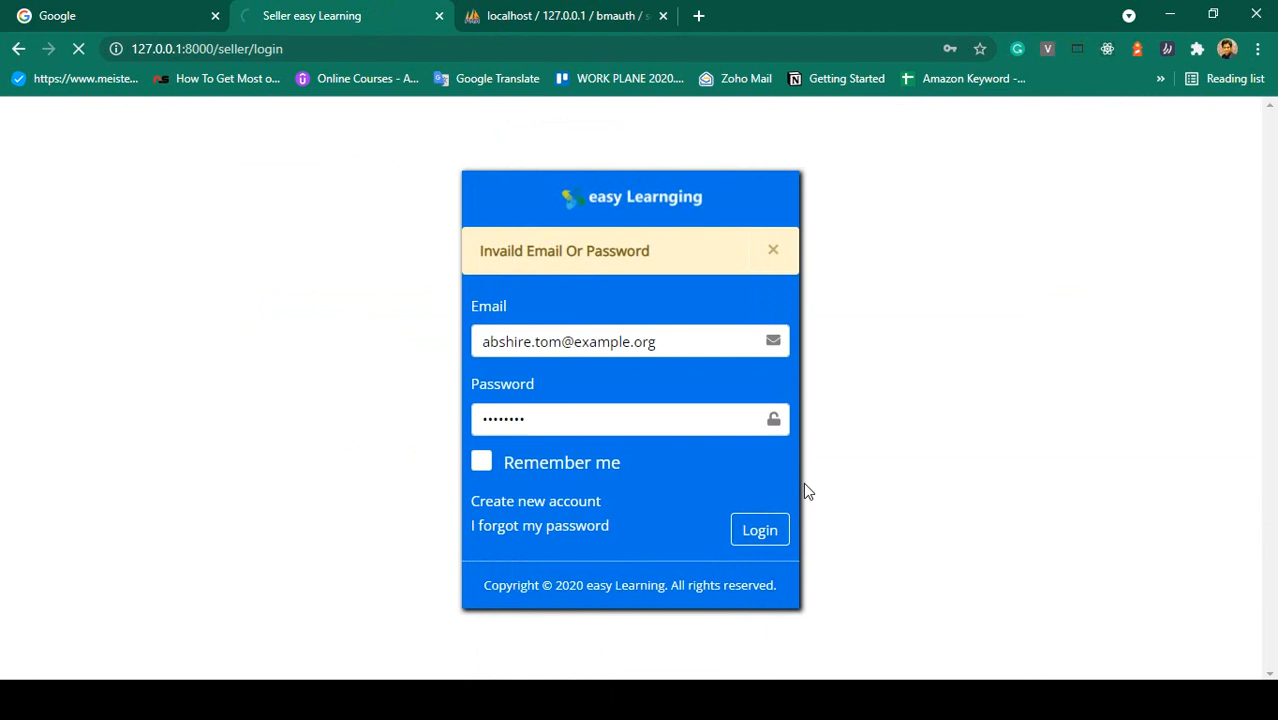 Google
Seller easy Learning
localhost / 127.0.0.1 / bmauth / s
127.0.0.1:8000/seller/login
https://www.meiste...
How To Get Most o...
Online Courses - A...
Google Translate
WORK PLANE 2020....
Zoho Mail
Getting Started
Amazon Keyword -...
»
Reading list
easy Learnging
Invaild Email Or Password
Email
abshire.tom@example.org
Password
••••••••
Remember me
Create new account
I forgot my password
Login
Copyright © 2020 easy Learning. All rights reserved.